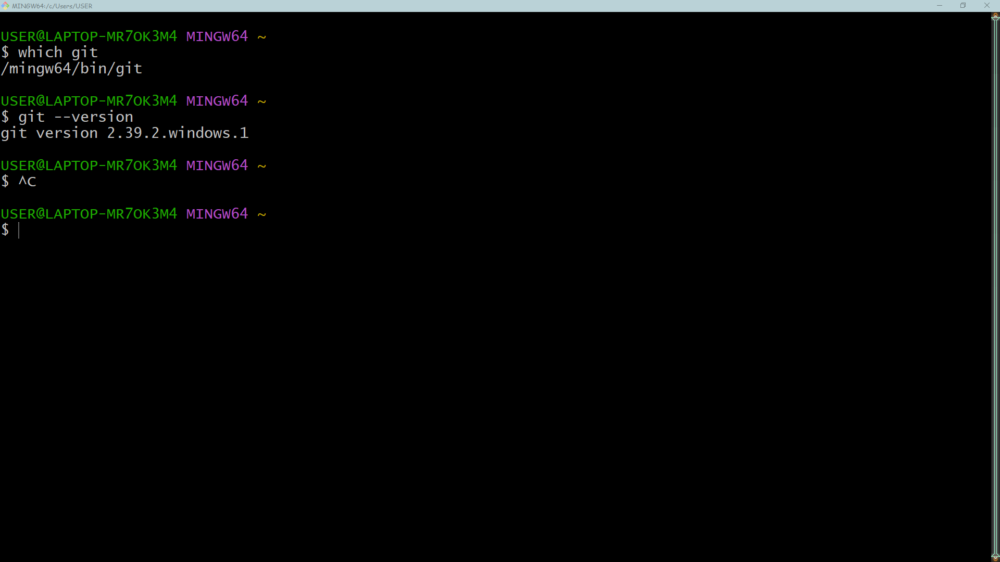 MINGW64:/c/Users/USER
USER@LAPTOP-MR7OK3M4 MINGW64 ~
$ which git
/mingw64/bin/git
USER@LAPTOP-MR7OK3M4 MINGW64 ~
$ git --version
git version 2.39.2.windows.1
USER@LAPTOP-MR7OK3M4 MINGW64 ~
$ ^C
USER@LAPTOP-MR7OK3M4 MINGW64 ~
$